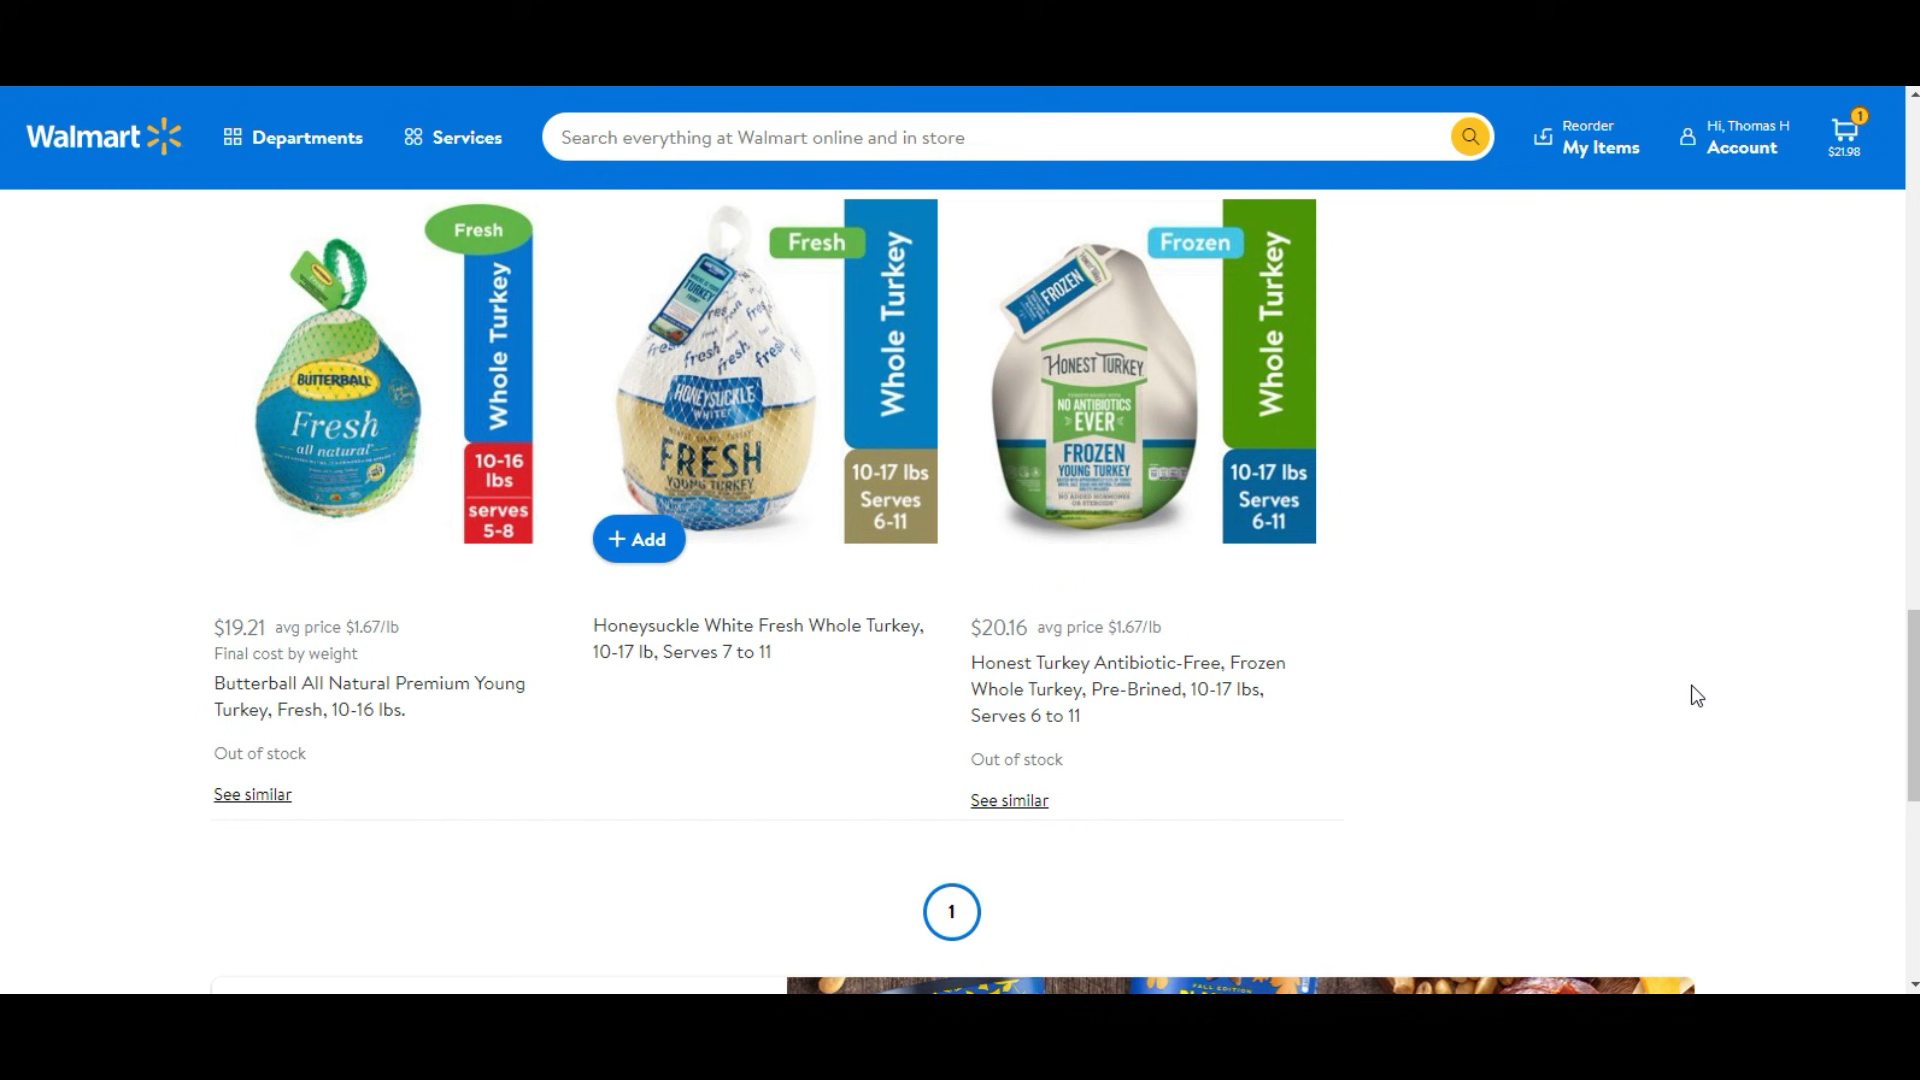 Walmart
Departments
Services
Search everything at Walmart online and in store
Reorder
My Items
Hi, Thomas H
Account
1
$21.98
Fresh
Whole Turkey
10-16
lbs
serves
5-8
BUTTERBALL
Fresh
all natural
Fresh
Whole Turkey
10-17 lbs
Serves
6-11
TURKEY
fresh
fresh
fresh
fresh
HONEYSUCKLE
WHITE
FRESH
YOUNG TURKEY
+ Add
Frozen
Whole Turkey
10-17 lbs
Serves
6-11
FROZEN
HONEST TURKEY
NO ANTIBIOTICS
EVER
FROZEN
YOUNG TURKEY
$19.21 avg price $1.67/lb
Final cost by weight
Butterball All Natural Premium Young
Turkey, Fresh, 10-16 lbs.
Out of stock
See similar
Honeysuckle White Fresh Whole Turkey,
10-17 lb, Serves 7 to 11
$20.16 avg price $1.67/lb
Honest Turkey Antibiotic-Free, Frozen
Whole Turkey, Pre-Brined, 10-17 lbs,
Serves 6 to 11
Out of stock
See similar
1
FALL EDITION